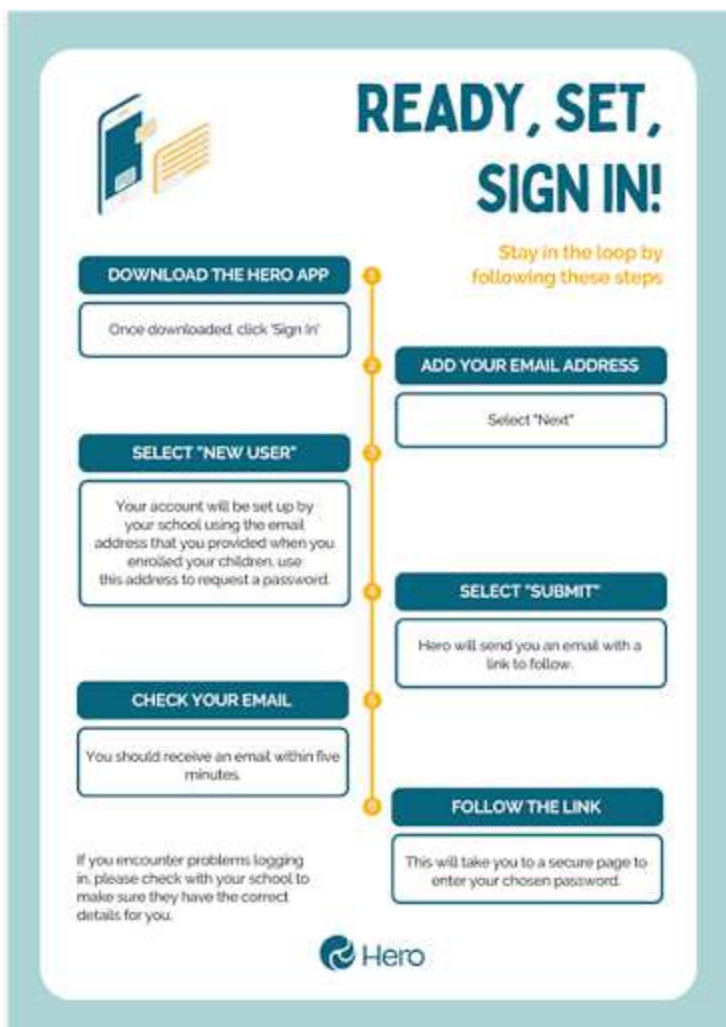 READY, SET,
SIGN IN!
Stay in the loop by
following these steps
1
DOWNLOAD THE HERO APP
Once downloaded, click 'Sign In'
2
ADD YOUR EMAIL ADDRESS
Select "Next"
3
SELECT "NEW USER"
Your account will be set up by
your school using the email
address that you provided when you
enrolled your children, use
this address to request a password.
4
SELECT "SUBMIT"
Hero will send you an email with a
link to follow.
5
CHECK YOUR EMAIL
You should receive an email within five
minutes.
6
FOLLOW THE LINK
This will take you to a secure page to
enter your chosen password.
If you encounter problems logging
in, please check with your school to
make sure they have the correct
details for you.
Hero